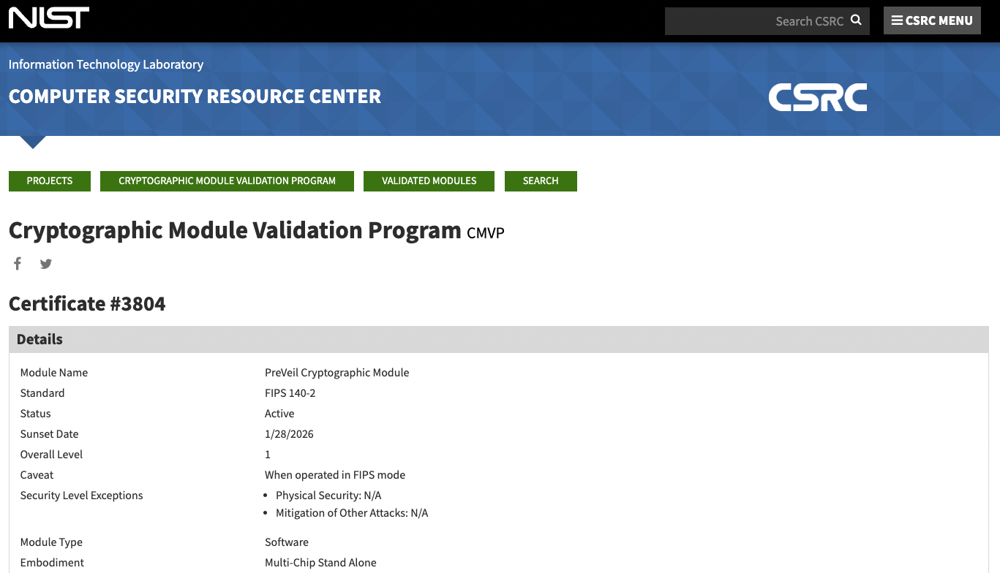 NIST
Search CSRC
CSRC MENU
Information Technology Laboratory
COMPUTER SECURITY RESOURCE CENTER
CSRC
PROJECTS CRYPTOGRAPHIC MODULE VALIDATION PROGRAM VALIDATED MODULES SEARCH
Cryptographic Module Validation Program CMVP
Certificate #3804
Details
Module Name PreVeil Cryptographic Module
Standard FIPS 140-2
Status Active
Sunset Date 1/28/2026
Overall Level 1
Caveat When operated in FIPS mode
Security Level Exceptions • Physical Security: N/A
• Mitigation of Other Attacks: N/A
Module Type Software
Embodiment Multi-Chip Stand Alone